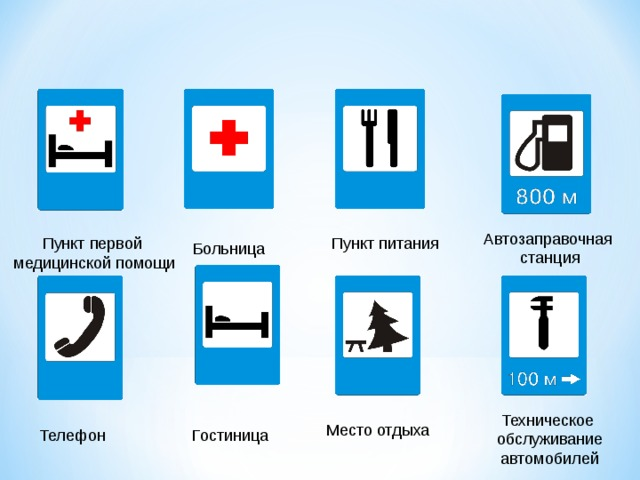 800 м
Пункт первой
медицинской помощи
Больница
Пункт питания
Автозаправочная
станция
100 м
Телефон
Гостиница
Место отдыха
Техническое
обслуживание
автомобилей